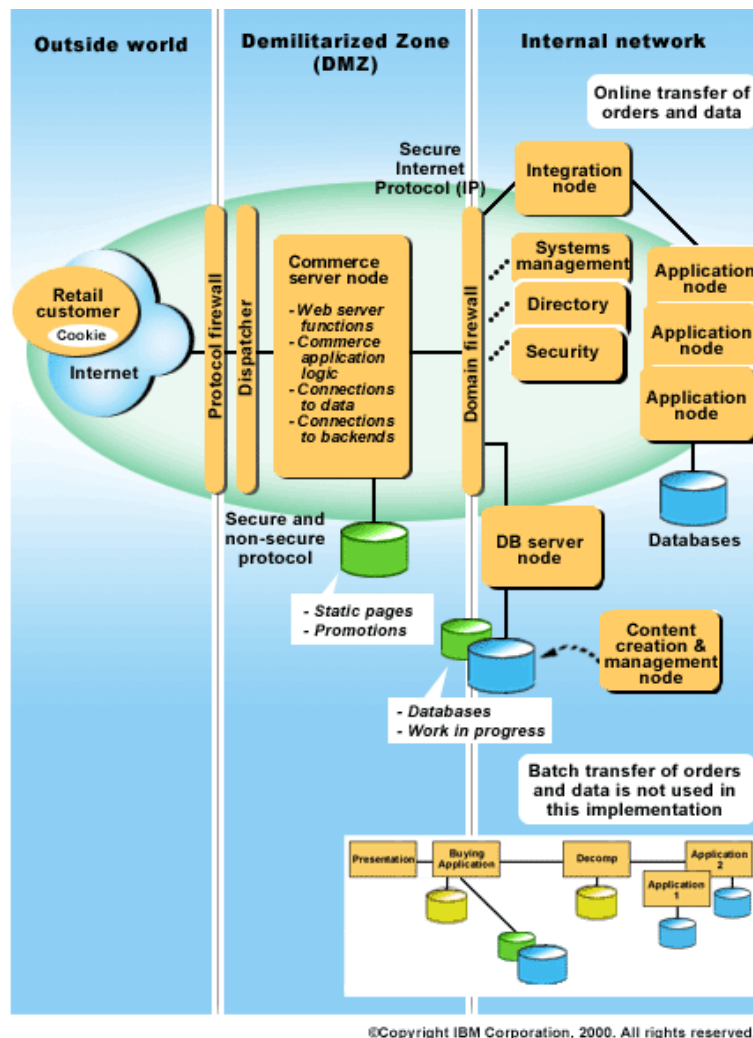 Outside world
Demilitarized Zone
(DMZ)
Internal network
Online transfer of
orders and data
Secure
Internet
Protocol (IP)
Integration
node
Retail
customer
Cookie
Internet
Protocol firewall
Dispatcher
Commerce
server node
- Web server
functions
- Commerce
application
logic
- Connections
to data
- Connections
to backends
Domain firewall
Systems
management
Directory
Security
Application
node
Application
node
Application
node
Databases
Secure and
non-secure
protocol
- Static pages
- Promotions
DB server
node
Content
creation &
management
node
- Databases
- Work in progress
Batch transfer of orders
and data is not used in
this implementation
Presentation
Buying
Application
Decomp
Application
2
Application
1
©Copyright IBM Corporation, 2000. All rights reserved